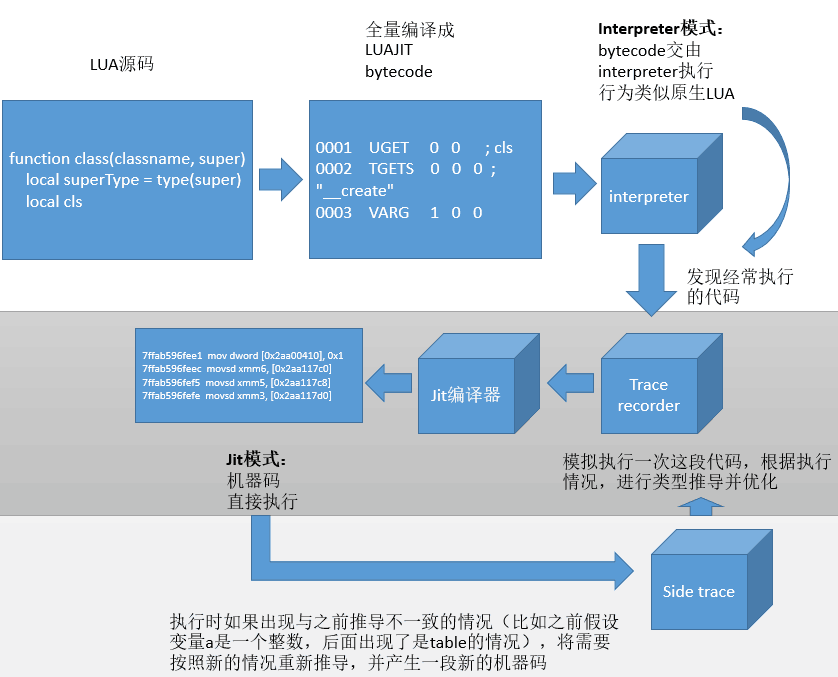 LUA源码
全量编译成
LUAJIT
bytecode
Interpreter模式：
bytecode交由
interpreter执行
行为类似原生LUA
function class(classname, super)
local superType = type(super)
local cls
0001 UGET 0 0 ; cls
0002 TGETS 0 0 0 ;
"__create"
0003 VARG 1 0 0
interpreter
发现经常执行
的代码
7ffab596fee1 mov dword [0x2aa00410], 0x1
7ffab596feec movsd xmm6, [0x2aa117c0]
7ffab596fef5 movsd xmm5, [0x2aa117c8]
7ffab596fefe movsd xmm3, [0x2aa117d0]
Jit编译器
Trace
recorder
Jit模式：
机器码
直接执行
模拟执行一次这段代码，根据执行
情况，进行类型推导并优化
Side trace
执行时如果出现与之前推导不一致的情况（比如之前假设
变量a是一个整数，后面出现了是table的情况），将需要
按照新的情况重新推导，并产生一段新的机器码